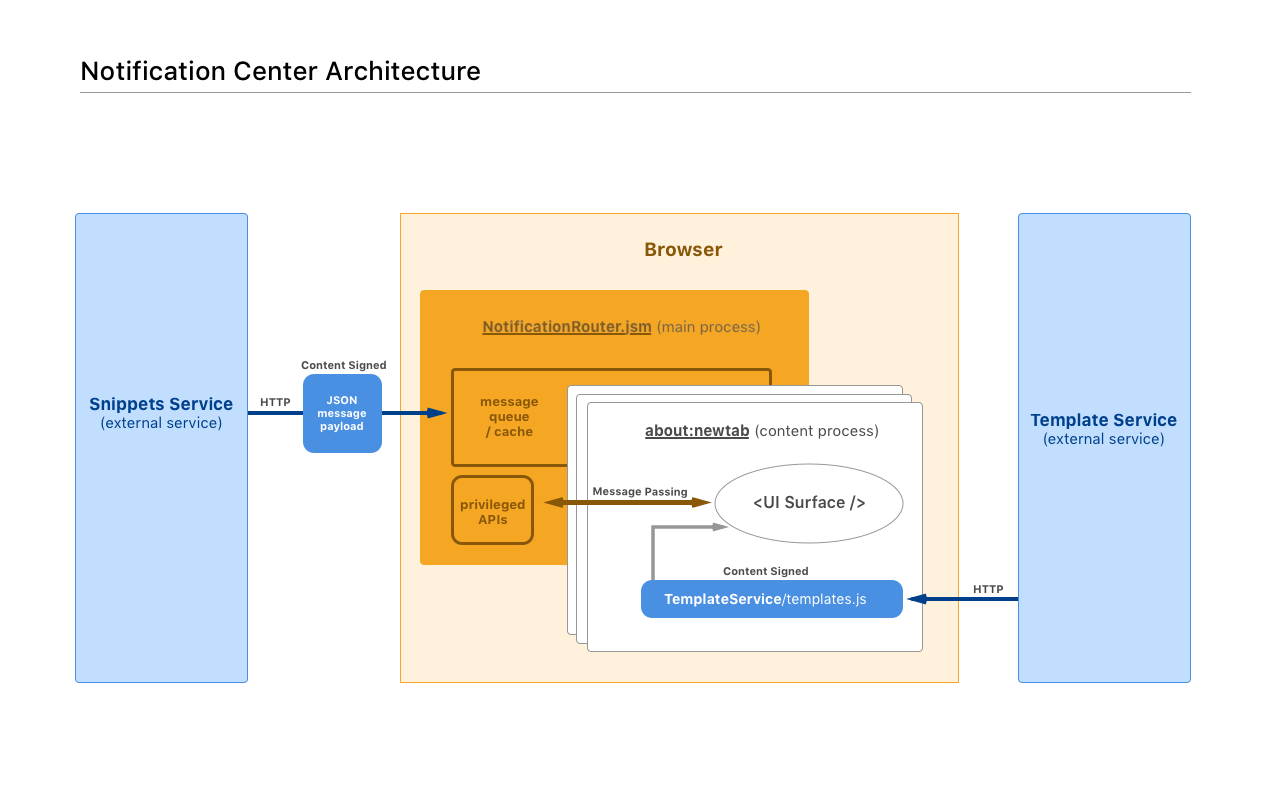 Notification Center Architecture
Browser
NotificationRouter.jsm (main process)
Content Signed
HTTP
JSON
message
payload
Snippets Service
(external service)
message
queue
/ cache
about:newtab (content process)
Template Service
(external service)
Message Passing
<UI Surface />
privileged
APIs
Content Signed
TemplateService/templates.js
HTTP